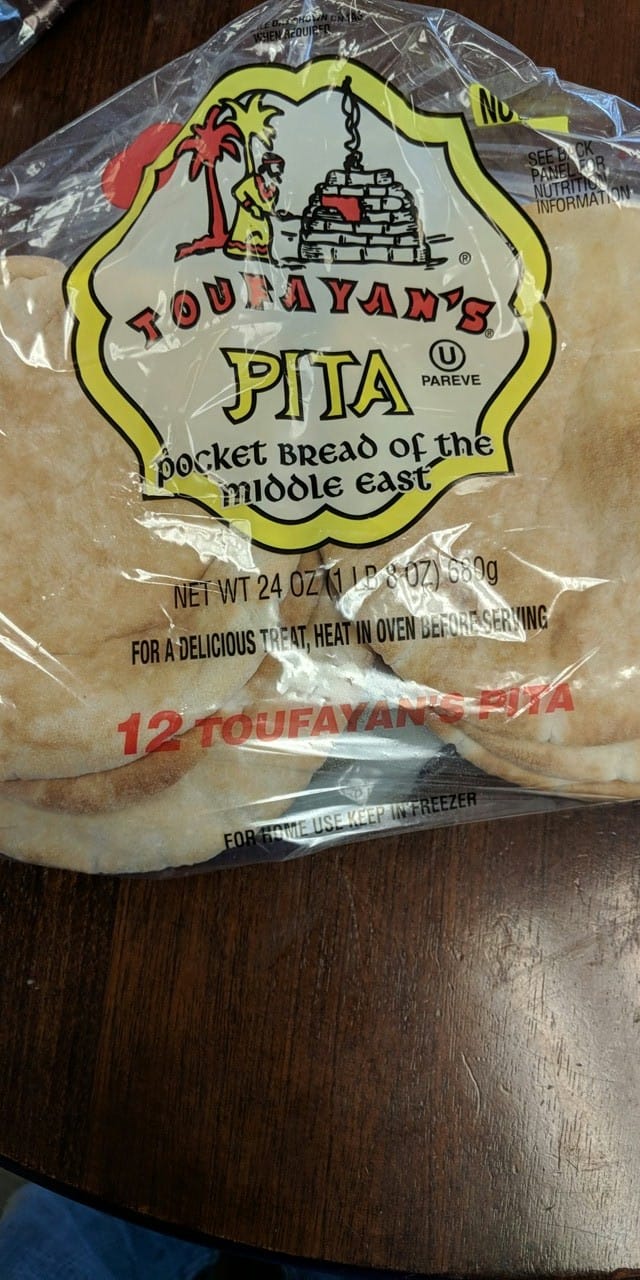 WHEN REQUIRED
SEE BACK
PANEL FOR
NUTRITION
INFORMATION
®
TOUFAYAN'S
®
PITA
U
PAREVE
POCKET BREAD OF THE
MIDDLE EAST
NET WT 24 OZ (1 LB 8 OZ) 680g
FOR A DELICIOUS TREAT, HEAT IN OVEN BEFORE SERVING
12 TOUFAYAN'S PITA
FOR HOME USE KEEP IN FREEZER